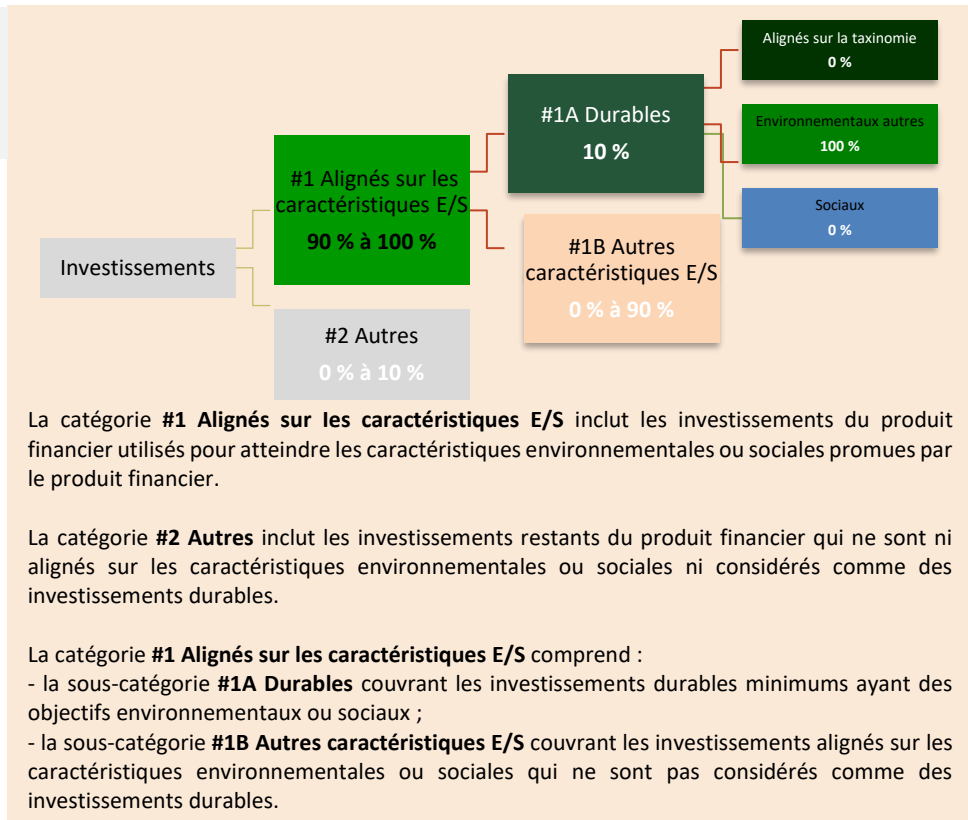 Alignés sur la taxinomie
0 %
#1A Durables
10 %
Environnementaux autres
100 %
#1 Alignés sur les
caractéristiques E/S
90 % à 100 %
Sociaux
0 %
Investissements
#1B Autres
caractéristiques E/S
0 % à 90 %
#2 Autres
0 % à 10 %
La catégorie #1 Alignés sur les caractéristiques E/S inclut les investissements du produit
financier utilisés pour atteindre les caractéristiques environnementales ou sociales promues par
le produit financier.
La catégorie #2 Autres inclut les investissements restants du produit financier qui ne sont ni
alignés sur les caractéristiques environnementales ou sociales ni considérés comme des
investissements durables.
La catégorie #1 Alignés sur les caractéristiques E/S comprend :
- la sous-catégorie #1A Durables couvrant les investissements durables minimums ayant des
objectifs environnementaux ou sociaux ;
- la sous-catégorie #1B Autres caractéristiques E/S couvrant les investissements alignés sur les
caractéristiques environnementales ou sociales qui ne sont pas considérés comme des
investissements durables.